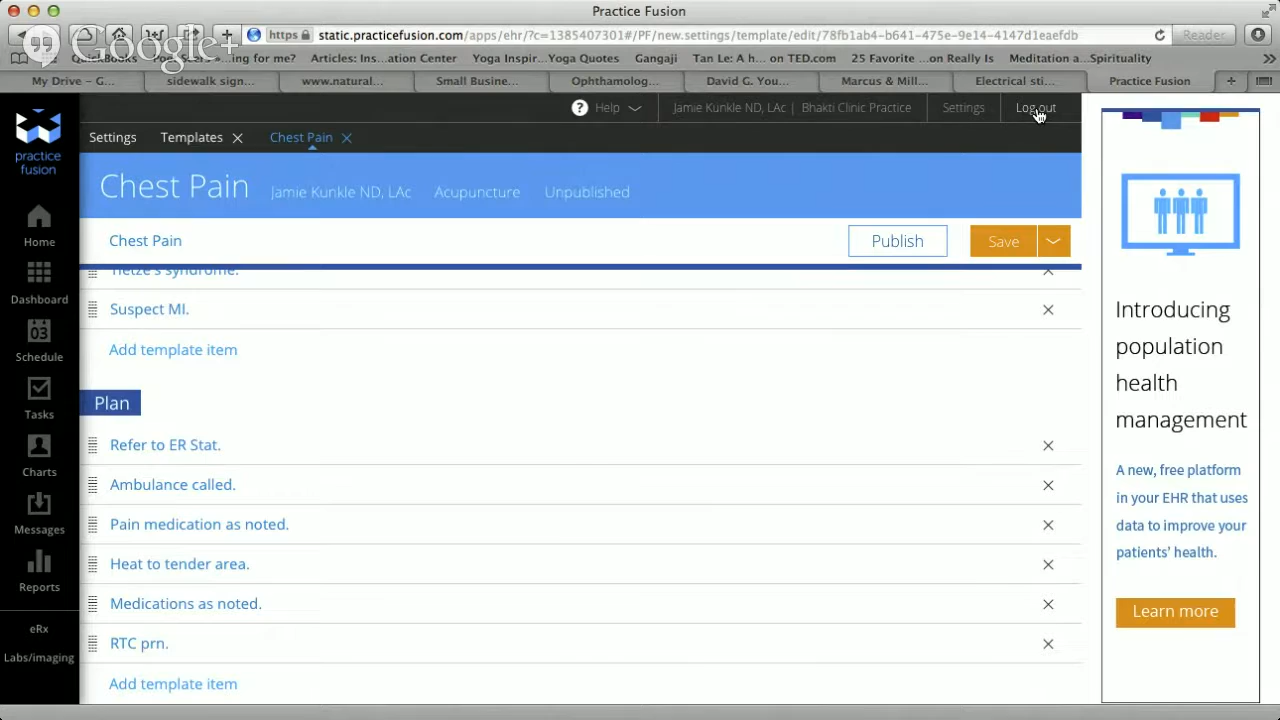 Practice Fusion
https static.practicefusion.com/apps/ehr/?c=1385407301#/PF/new.settings/template/edit/78fb1ab4-b641-475e-9e14-4147d1eaefdb
Reader
Google+
QuickBooks
...ing for me?
Articles: Ins...ation Center
Yoga Inspir...Yoga Quotes
Gangaji
Tan Le: A h... on TED.com
25 Favorite ...on Really Is
Meditation a...Spirituality
My Drive – G...
sidewalk sign...
www.natural...
Small Busine...
Ophthamolog...
David G. You...
Marcus & Mill...
Electrical sti...
Practice Fusion
Help
Jamie Kunkle ND, LAc | Bhakti Clinic Practice
Settings
Log out
practice
fusion
Settings
Templates
Chest Pain
Chest Pain
Jamie Kunkle ND, LAc
Acupuncture
Unpublished
Chest Pain
Publish
Save
Tietze's syndrome.
Suspect MI.
Add template item
Plan
Refer to ER Stat.
Ambulance called.
Pain medication as noted.
Heat to tender area.
Medications as noted.
RTC prn.
Add template item
Home
Dashboard
03
Schedule
Tasks
Charts
Messages
Reports
eRx
Labs/imaging
Introducing
population
health
management
A new, free platform
in your EHR that uses
data to improve your
patients' health.
Learn more